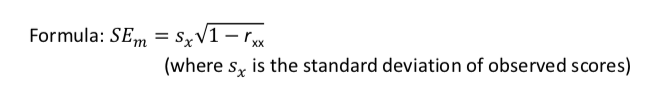 Formula: SEₘ = sₓ√1 − rₓₓ
(where sₓ is the standard deviation of observed scores)